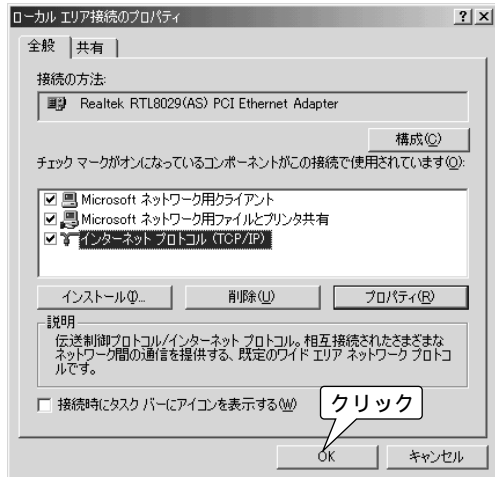 ローカル エリア接続のプロパティ
全般
共有
接続の方法:
Realtek RTL8029(AS) PCI Ethernet Adapter
構成(C)
チェック マークがオンになっているコンポーネントがこの接続で使用されています(O):
Microsoft ネットワーク用クライアント
Microsoft ネットワーク用ファイルとプリンタ共有
インターネット プロトコル (TCP/IP)
インストール(I)...
削除(U)
プロパティ(R)
説明
伝送制御プロトコル/インターネット プロトコル。相互接続されたさまざまな
ネットワーク間の通信を提供する、既定のワイド エリア ネットワーク プロトコ
ルです。
接続時にタスク バーにアイコンを表示する(W)
クリック
OK
キャンセル